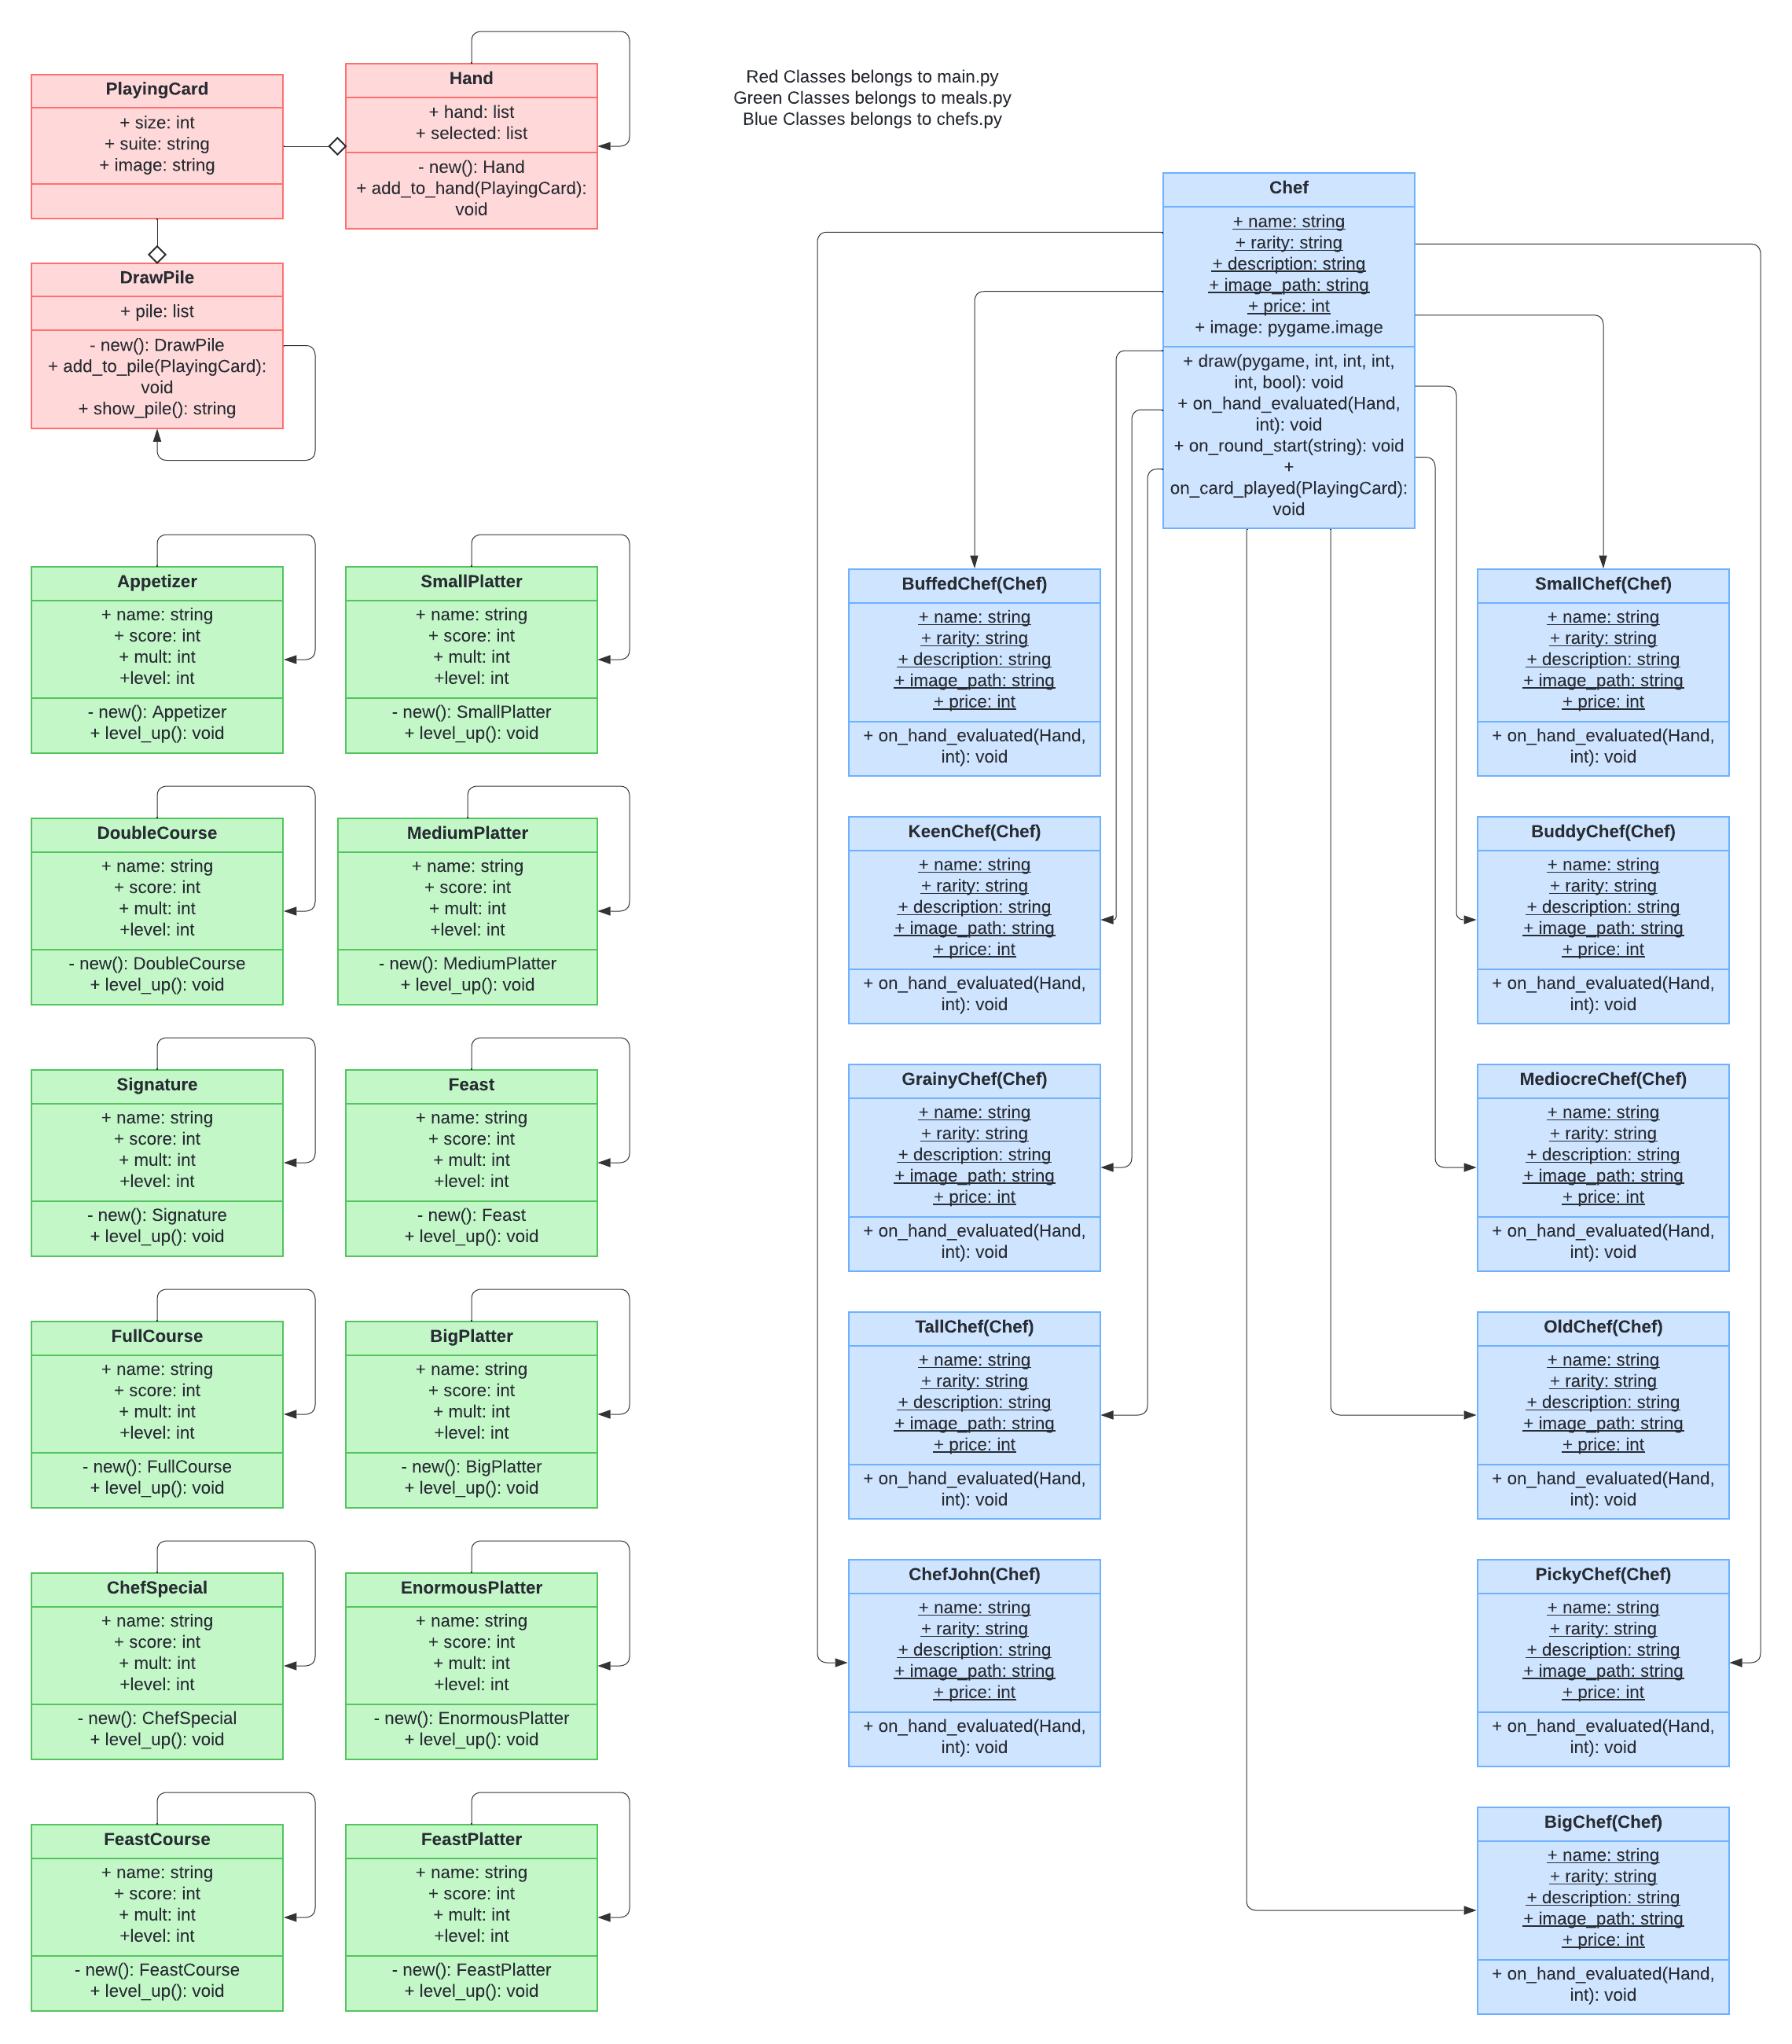 PlayingCard
+ size: int
+ suite: string
+ image: string
Hand
+ hand: list
+ selected: list
- new(): Hand
+ add_to_hand(PlayingCard):
void
DrawPile
+ pile: list
- new(): DrawPile
+ add_to_pile(PlayingCard):
void
+ show_pile(): string
Red Classes belongs to main.py
Green Classes belongs to meals.py
Blue Classes belongs to chefs.py
Appetizer
+ name: string
+ score: int
+ mult: int
+level: int
- new(): Appetizer
+ level_up(): void
SmallPlatter
+ name: string
+ score: int
+ mult: int
+level: int
- new(): SmallPlatter
+ level_up(): void
DoubleCourse
+ name: string
+ score: int
+ mult: int
+level: int
- new(): DoubleCourse
+ level_up(): void
MediumPlatter
+ name: string
+ score: int
+ mult: int
+level: int
- new(): MediumPlatter
+ level_up(): void
Signature
+ name: string
+ score: int
+ mult: int
+level: int
- new(): Signature
+ level_up(): void
Feast
+ name: string
+ score: int
+ mult: int
+level: int
- new(): Feast
+ level_up(): void
FullCourse
+ name: string
+ score: int
+ mult: int
+level: int
- new(): FullCourse
+ level_up(): void
BigPlatter
+ name: string
+ score: int
+ mult: int
+level: int
- new(): BigPlatter
+ level_up(): void
ChefSpecial
+ name: string
+ score: int
+ mult: int
+level: int
- new(): ChefSpecial
+ level_up(): void
EnormousPlatter
+ name: string
+ score: int
+ mult: int
+level: int
- new(): EnormousPlatter
+ level_up(): void
FeastCourse
+ name: string
+ score: int
+ mult: int
+level: int
- new(): FeastCourse
+ level_up(): void
FeastPlatter
+ name: string
+ score: int
+ mult: int
+level: int
- new(): FeastPlatter
+ level_up(): void
Chef
+ name: string
+ rarity: string
+ description: string
+ image_path: string
+ price: int
+ image: pygame.image
+ draw(pygame, int, int, int,
int, bool): void
+ on_hand_evaluated(Hand,
int): void
+ on_round_start(string): void
+
on_card_played(PlayingCard):
void
BuffedChef(Chef)
+ name: string
+ rarity: string
+ description: string
+ image_path: string
+ price: int
+ on_hand_evaluated(Hand,
int): void
SmallChef(Chef)
+ name: string
+ rarity: string
+ description: string
+ image_path: string
+ price: int
+ on_hand_evaluated(Hand,
int): void
KeenChef(Chef)
+ name: string
+ rarity: string
+ description: string
+ image_path: string
+ price: int
+ on_hand_evaluated(Hand,
int): void
BuddyChef(Chef)
+ name: string
+ rarity: string
+ description: string
+ image_path: string
+ price: int
+ on_hand_evaluated(Hand,
int): void
GrainyChef(Chef)
+ name: string
+ rarity: string
+ description: string
+ image_path: string
+ price: int
+ on_hand_evaluated(Hand,
int): void
MediocreChef(Chef)
+ name: string
+ rarity: string
+ description: string
+ image_path: string
+ price: int
+ on_hand_evaluated(Hand,
int): void
TallChef(Chef)
+ name: string
+ rarity: string
+ description: string
+ image_path: string
+ price: int
+ on_hand_evaluated(Hand,
int): void
OldChef(Chef)
+ name: string
+ rarity: string
+ description: string
+ image_path: string
+ price: int
+ on_hand_evaluated(Hand,
int): void
ChefJohn(Chef)
+ name: string
+ rarity: string
+ description: string
+ image_path: string
+ price: int
+ on_hand_evaluated(Hand,
int): void
PickyChef(Chef)
+ name: string
+ rarity: string
+ description: string
+ image_path: string
+ price: int
+ on_hand_evaluated(Hand,
int): void
BigChef(Chef)
+ name: string
+ rarity: string
+ description: string
+ image_path: string
+ price: int
+ on_hand_evaluated(Hand,
int): void